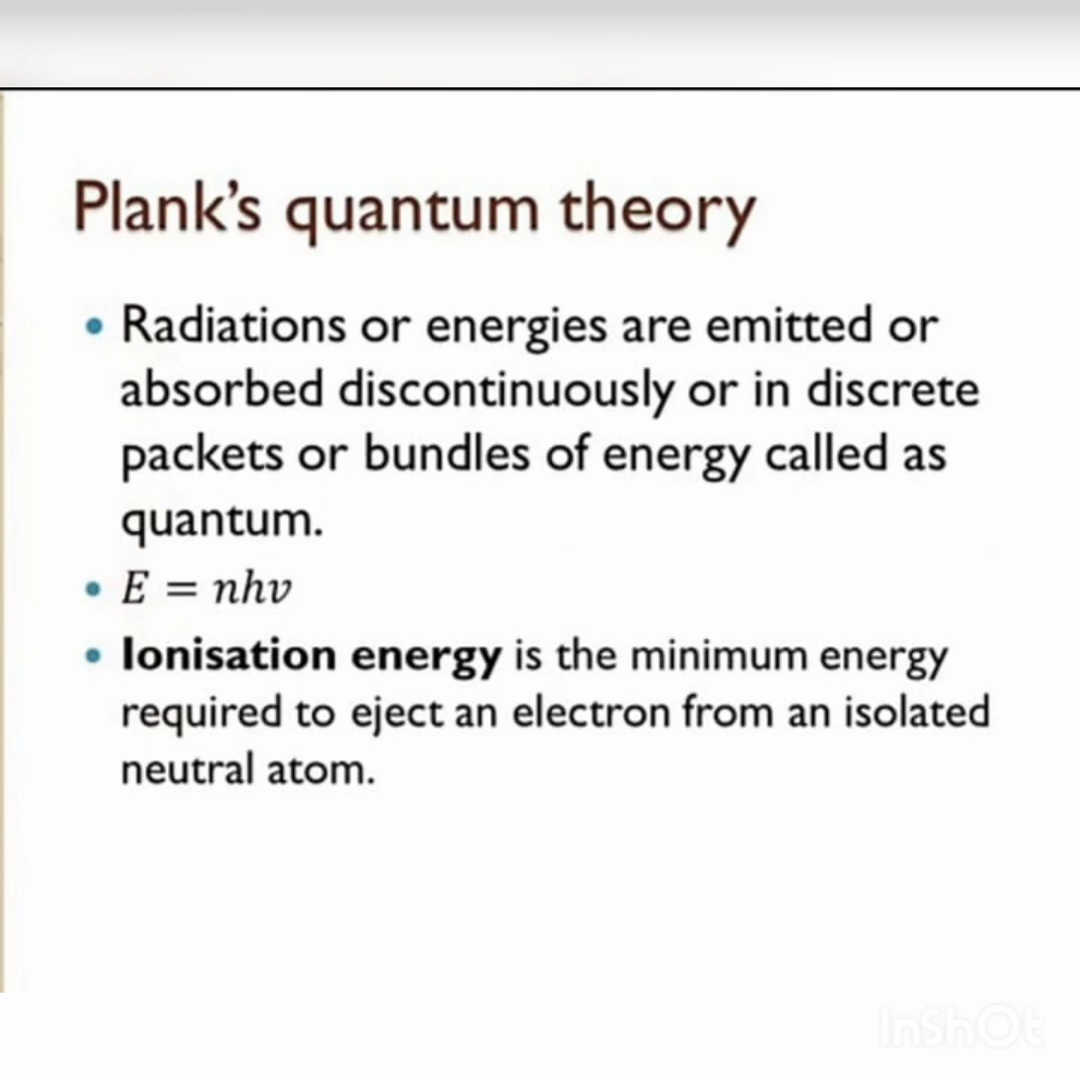 Plank's quantum theory
• Radiations or energies are emitted or
absorbed discontinuously or in discrete
packets or bundles of energy called as
quantum.
• E = nhν
• Ionisation energy is the minimum energy
required to eject an electron from an isolated
neutral atom.
InShOt